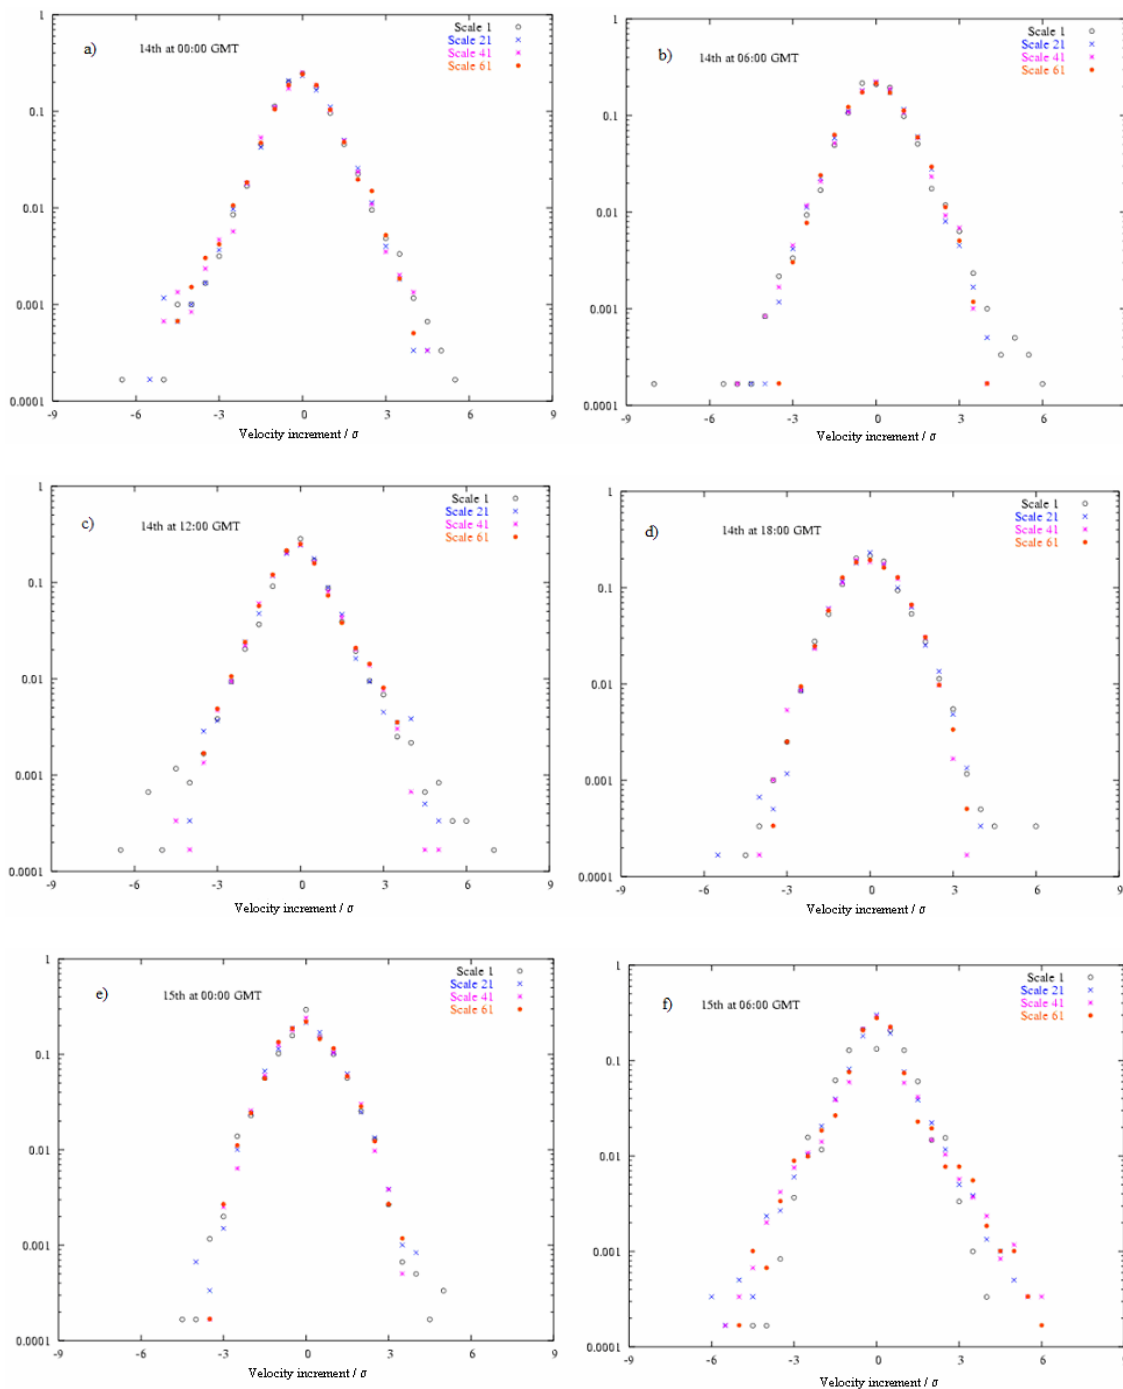 a) 14th at 00:00 GMT
Scale 1
Scale 21
Scale 41
Scale 61
1
0.1
0.01
0.001
0.0001
-9 -6 -3 0 3 6 9
Velocity increment / σ
b) 14th at 06:00 GMT
Scale 1
Scale 21
Scale 41
Scale 61
1
0.1
0.01
0.001
0.0001
-9 -6 -3 0 3 6 9
Velocity increment / σ
c) 14th at 12:00 GMT
Scale 1
Scale 21
Scale 41
Scale 61
1
0.1
0.01
0.001
0.0001
-9 -6 -3 0 3 6 9
Velocity increment / σ
d) 14th at 18:00 GMT
Scale 1
Scale 21
Scale 41
Scale 61
1
0.1
0.01
0.001
0.0001
-9 -6 -3 0 3 6 9
Velocity increment / σ
e) 15th at 00:00 GMT
Scale 1
Scale 21
Scale 41
Scale 61
1
0.1
0.01
0.001
0.0001
-9 -6 -3 0 3 6 9
Velocity increment / σ
f) 15th at 06:00 GMT
Scale 1
Scale 21
Scale 41
Scale 61
1
0.1
0.01
0.001
0.0001
-9 -6 -3 0 3 6 9
Velocity increment / σ